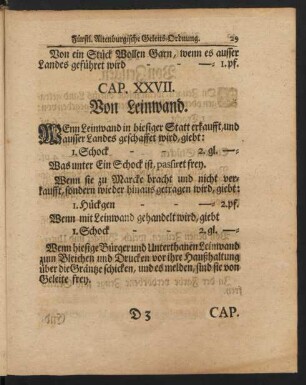 Fürstl. Altenburgische Geleits-Ordnung. 29
Von ein Stück Wollen Garn, wenn es ausser
Landes geführet wird - - - 1. pf.
CAP. XXVII.
Von Leinwand.
WEnn Leinwand in hiesiger Statt erkaufft, und
ausser Landes geschaffet wird, giebt:
1. Schock - - 2. gl. —:
Was unter Ein Schock ist, passiret frey.
Wenn sie zu Marckte bracht und nicht ver-
kaufft, sondern wieder hinaus getragen wird, giebt:
1. Hückgen - - 2. pf.
Wenn mit Leinwand gehandelt wird, giebt
1. Schock - - 2. gl. —:
Wenn hiesige Bürger und Unterthanen Leinwand
zum Bleichen und Drucken vor ihre Haußhaltung
über die Gräntze schicken, und es melden, sind sie von
Geleite frey.
D 3 CAP.